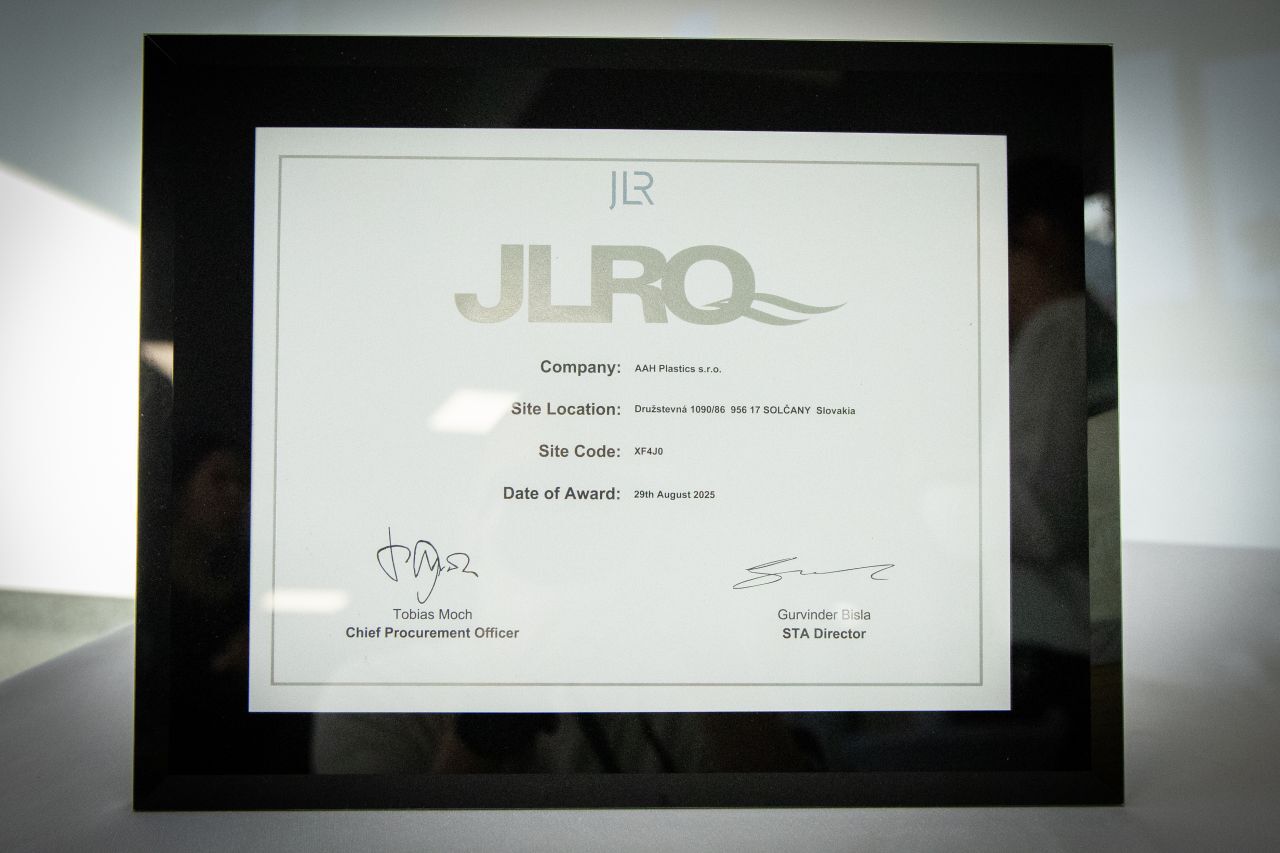 JLR
JLRQ
Company: AAH Plastics s.r.o.
Site Location: Družstevná 1090/86 956 17 SOLČANY Slovakia
Site Code: XF4J0
Date of Award: 29th August 2025
Tobias Moch
Chief Procurement Officer
Gurvinder Bisla
STA Director